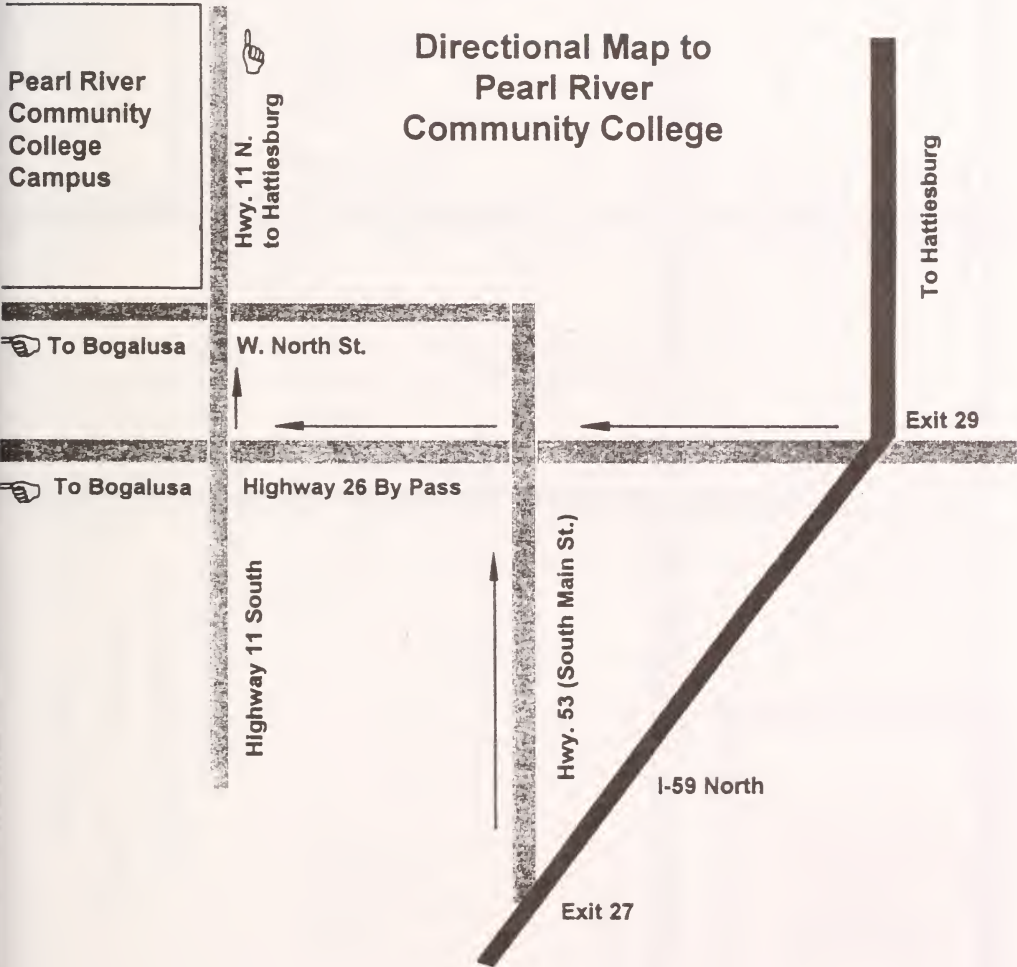 Directional Map to
Pearl River
Community College
Pearl River
Community
College
Campus
Hwy. 11 N.
to Hattiesburg
To Hattiesburg
To Bogalusa
W. North St.
Exit 29
To Bogalusa
Highway 26 By Pass
Highway 11 South
Hwy. 53 (South Main St.)
I-59 North
Exit 27